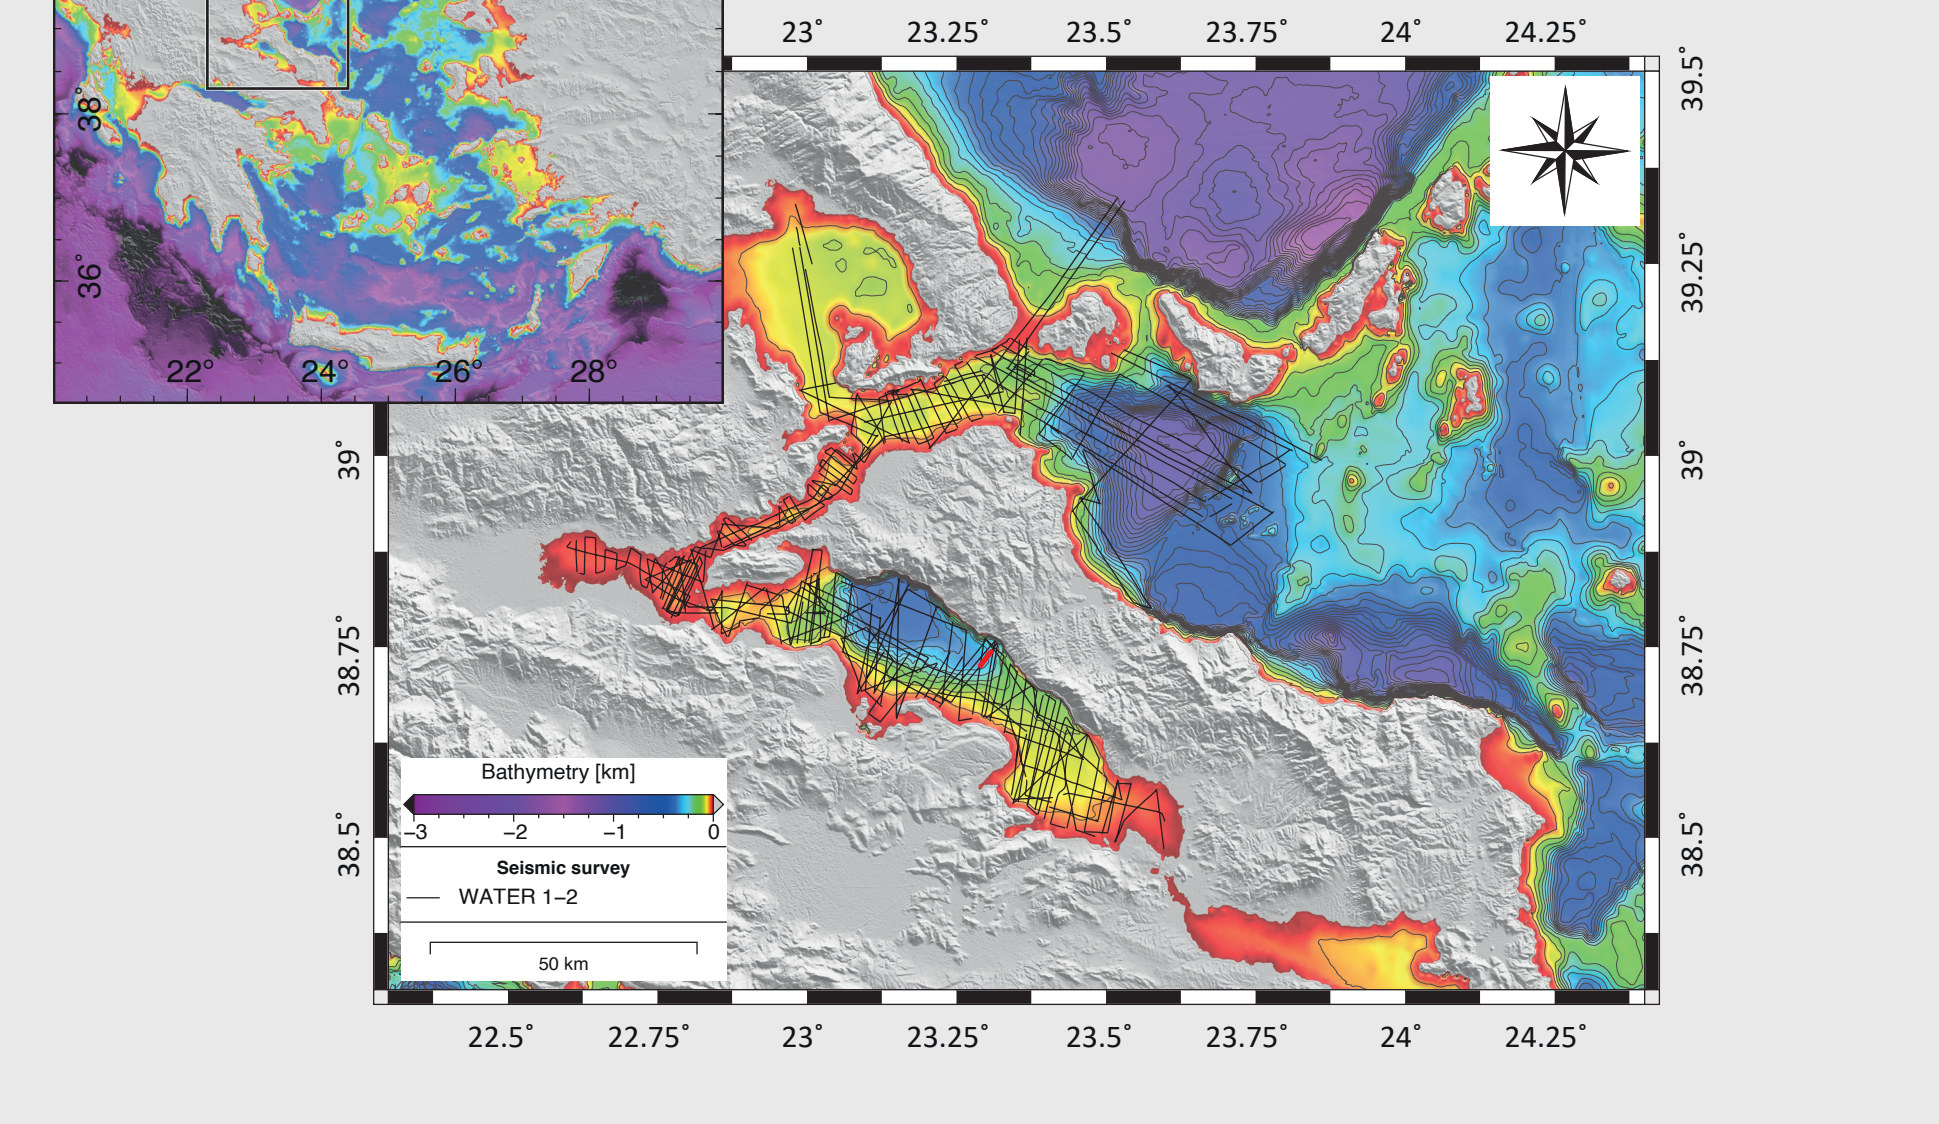 23˚ 23.25˚ 23.5˚ 23.75˚ 24˚ 24.25˚
39.5˚
39.25˚
39˚
38.75˚
38.5˚
38˚
36˚
22˚ 24˚ 26˚ 28˚
39˚
38.75˚
38.5˚
Bathymetry [km]
−3 −2 −1 0
Seismic survey
WATER 1−2
50 km
22.5˚ 22.75˚ 23˚ 23.25˚ 23.5˚ 23.75˚ 24˚ 24.25˚